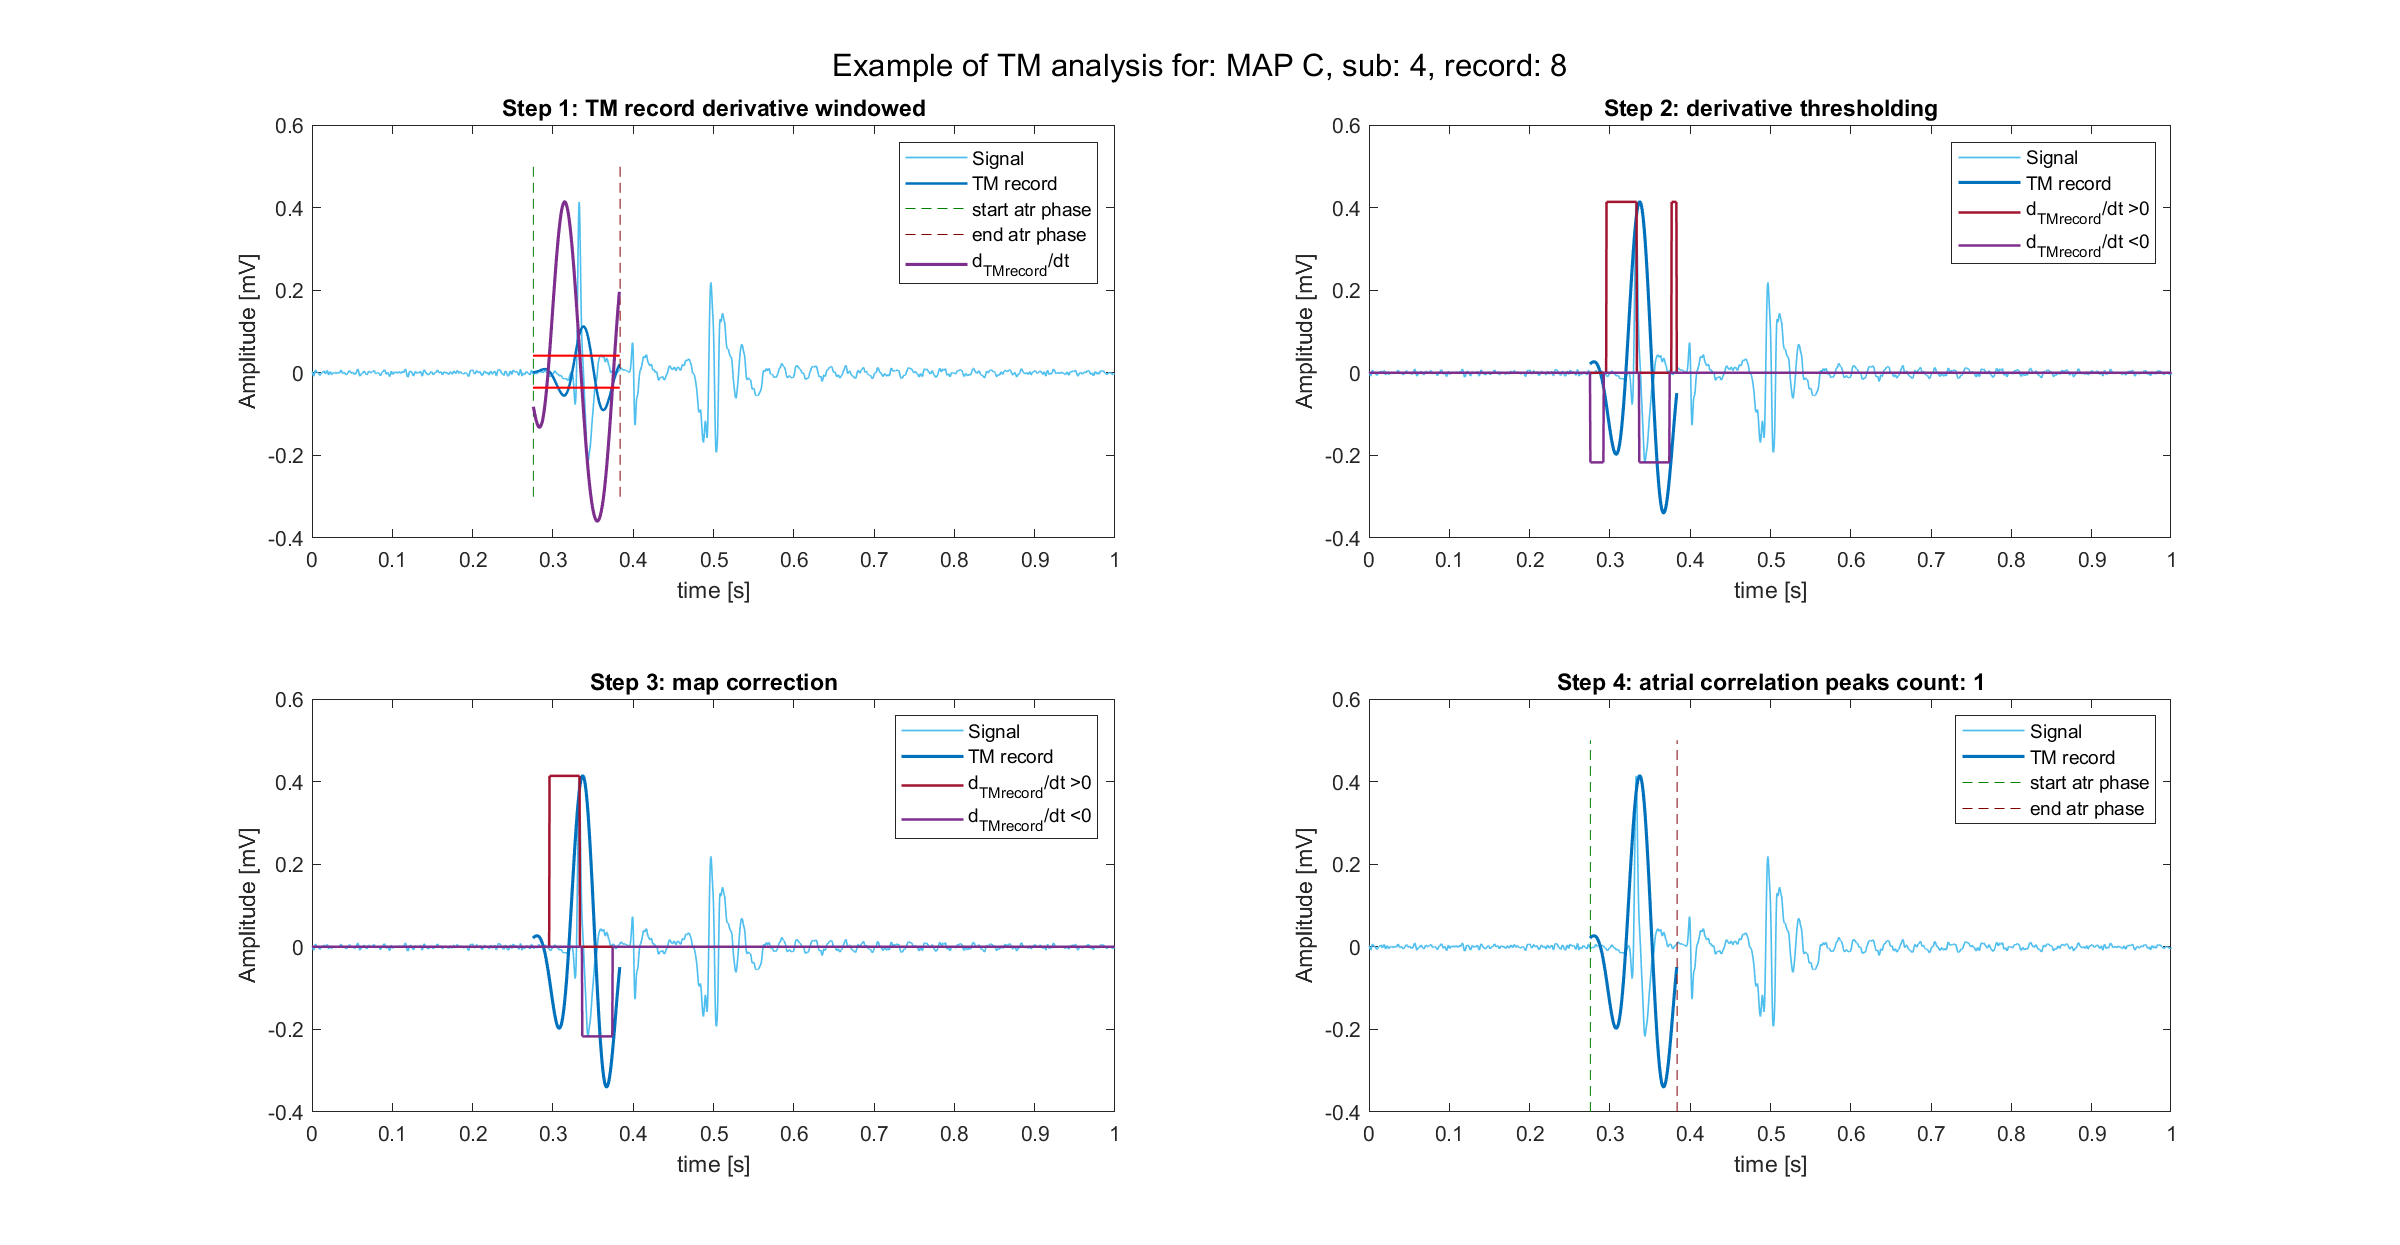 Example of TM analysis for: MAP C, sub: 4, record: 8
Step 1: TM record derivative windowed
0.6
0.4
0.2
0
-0.2
-0.4
Amplitude [mV]
0 0.1 0.2 0.3 0.4 0.5 0.6 0.7 0.8 0.9 1
time [s]
Signal
TM record
start atr phase
end atr phase
dTMrecord/dt
Step 2: derivative thresholding
0.6
0.4
0.2
0
-0.2
-0.4
Amplitude [mV]
0 0.1 0.2 0.3 0.4 0.5 0.6 0.7 0.8 0.9 1
time [s]
Signal
TM record
dTMrecord/dt >0
dTMrecord/dt <0
Step 3: map correction
0.6
0.4
0.2
0
-0.2
-0.4
Amplitude [mV]
0 0.1 0.2 0.3 0.4 0.5 0.6 0.7 0.8 0.9 1
time [s]
Signal
TM record
dTMrecord/dt >0
dTMrecord/dt <0
Step 4: atrial correlation peaks count: 1
0.6
0.4
0.2
0
-0.2
-0.4
Amplitude [mV]
0 0.1 0.2 0.3 0.4 0.5 0.6 0.7 0.8 0.9 1
time [s]
Signal
TM record
start atr phase
end atr phase